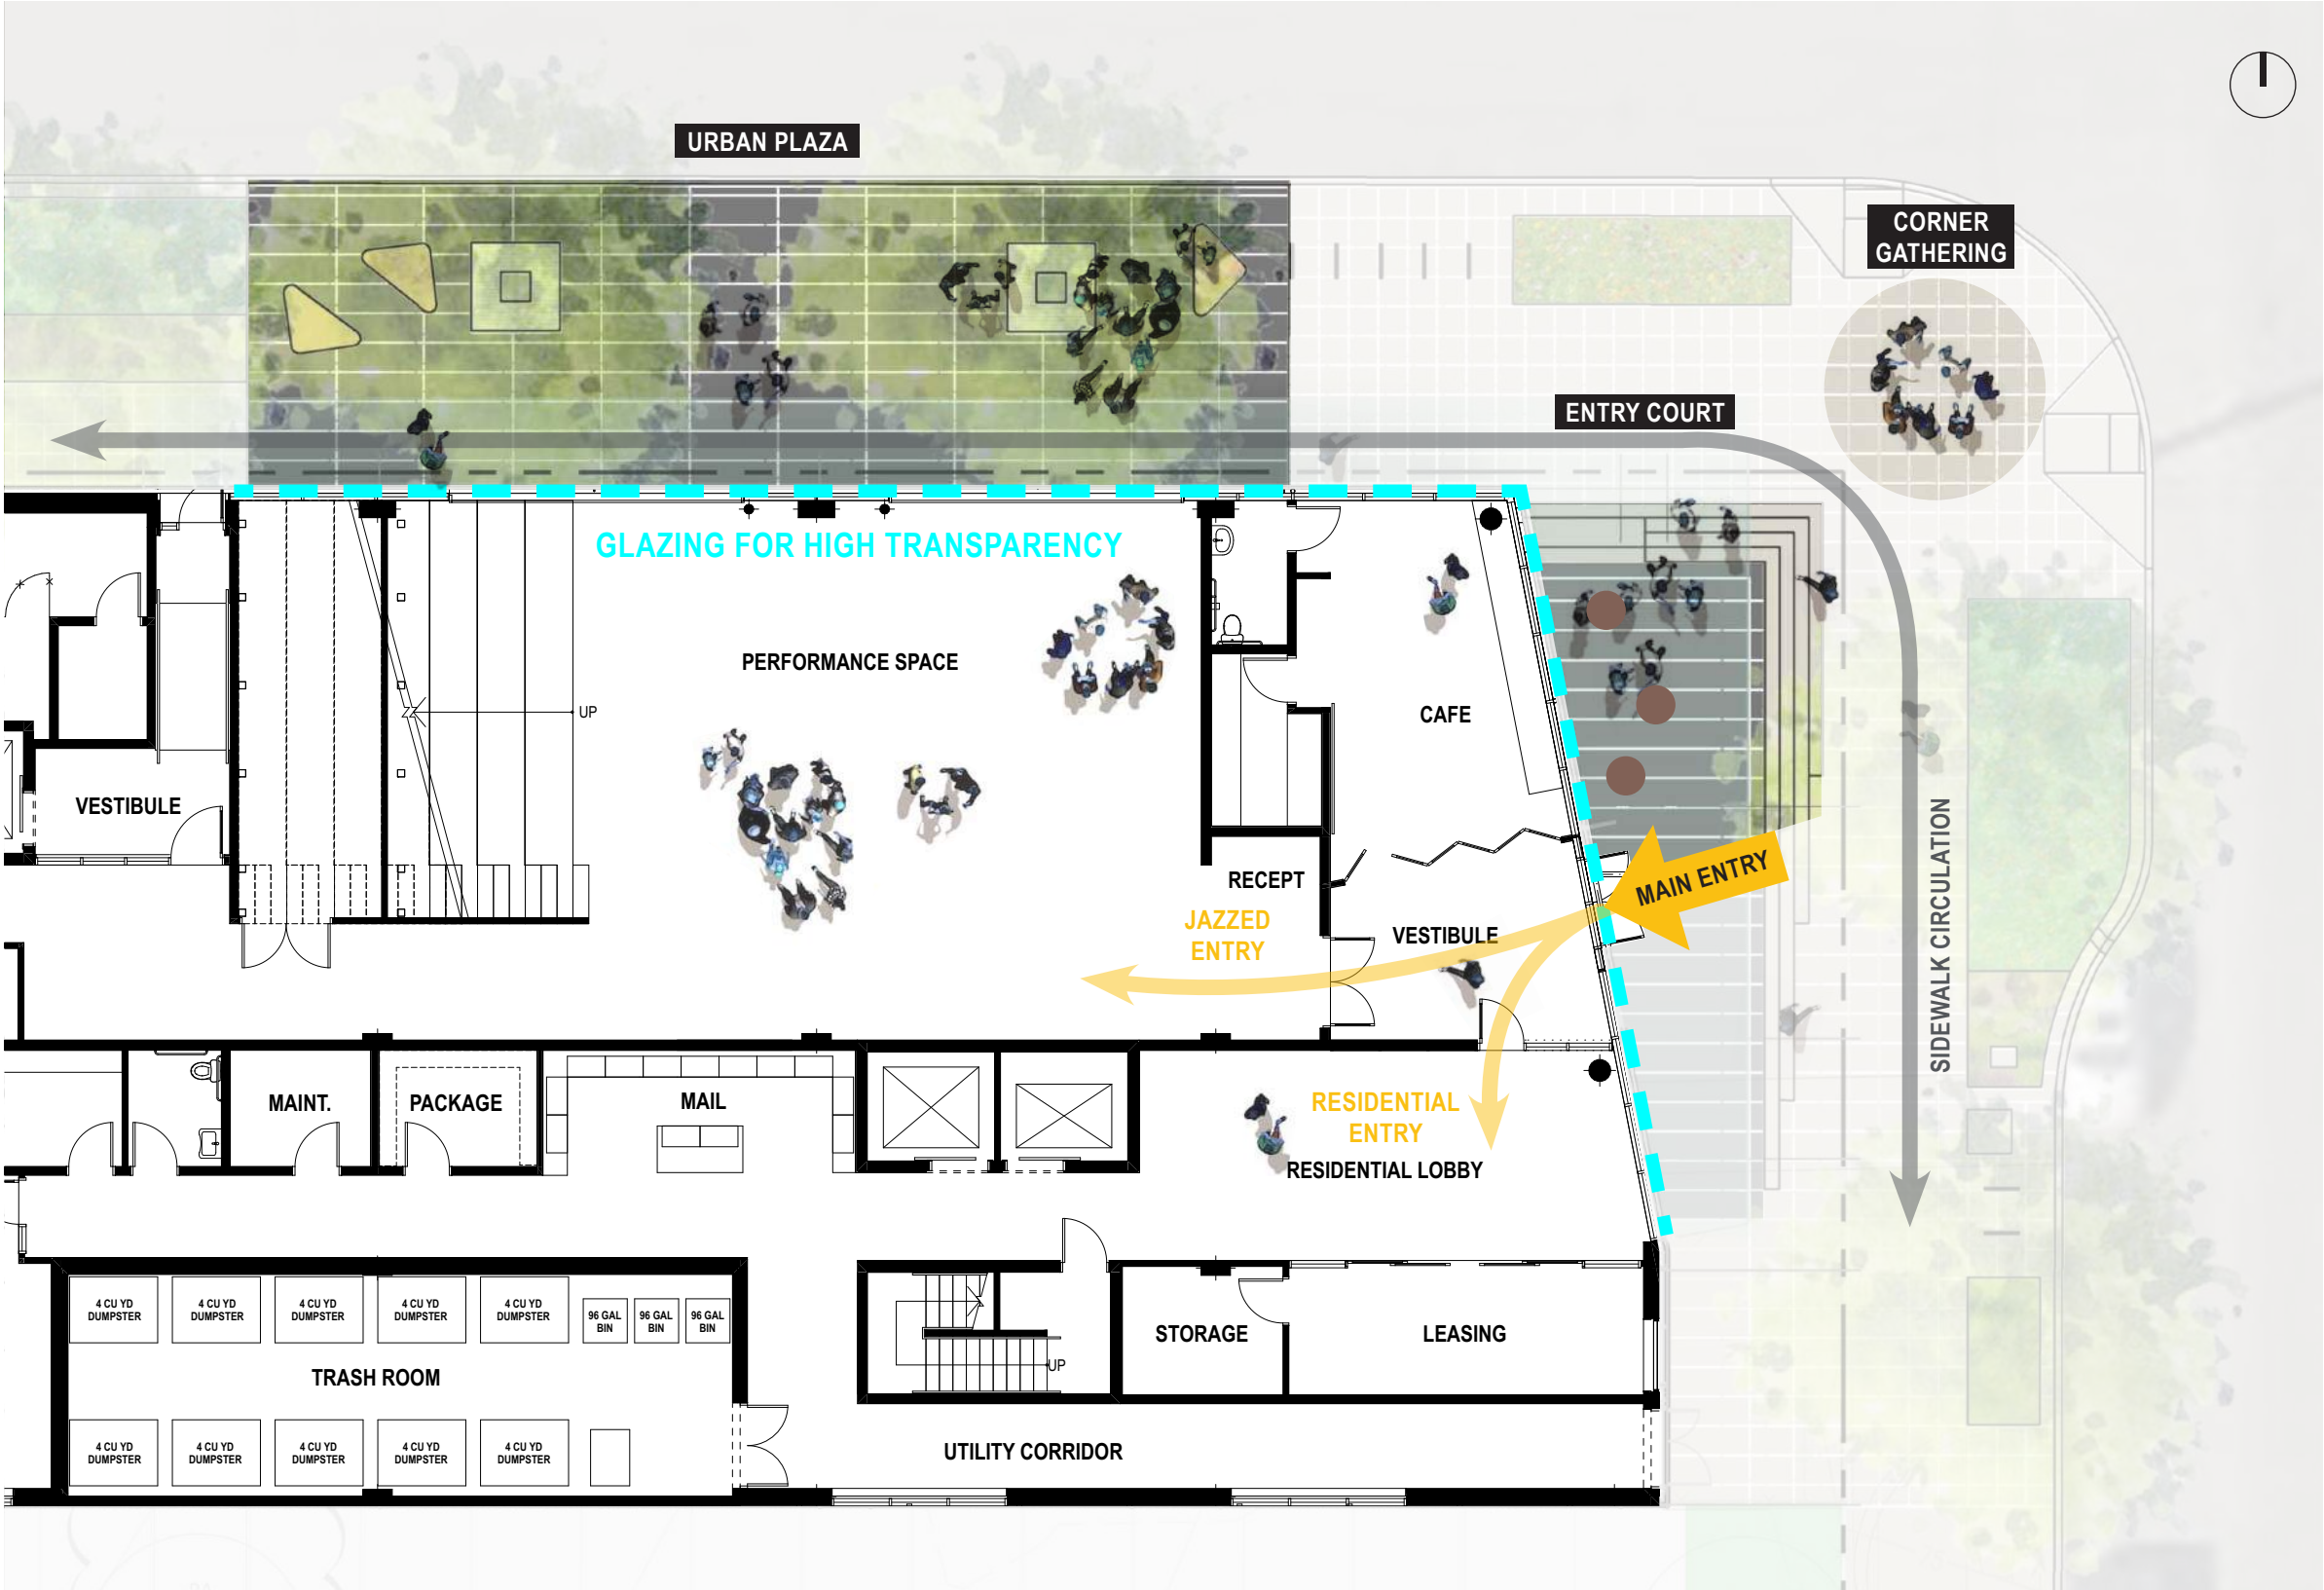 URBAN PLAZA
CORNER
GATHERING
ENTRY COURT
GLAZING FOR HIGH TRANSPARENCY
PERFORMANCE SPACE
UP
CAFE
VESTIBULE
SIDEWALK CIRCULATION
MAIN ENTRY
RECEPT
JAZZED
ENTRY
VESTIBULE
MAINT.
PACKAGE
MAIL
RESIDENTIAL
ENTRY
RESIDENTIAL LOBBY
4 CU YD
DUMPSTER
4 CU YD
DUMPSTER
4 CU YD
DUMPSTER
4 CU YD
DUMPSTER
4 CU YD
DUMPSTER
96 GAL
BIN
96 GAL
BIN
96 GAL
BIN
STORAGE
LEASING
UP
TRASH ROOM
4 CU YD
DUMPSTER
4 CU YD
DUMPSTER
4 CU YD
DUMPSTER
4 CU YD
DUMPSTER
4 CU YD
DUMPSTER
UTILITY CORRIDOR